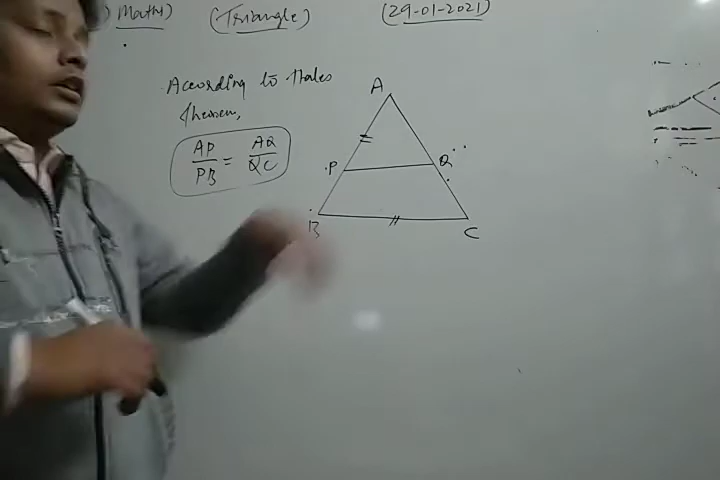 ) Maths)
(Triangle)
(29-01-2021)
According to Thales
theorem,
AP/PB = AQ/QC
A
P
Q
B
C